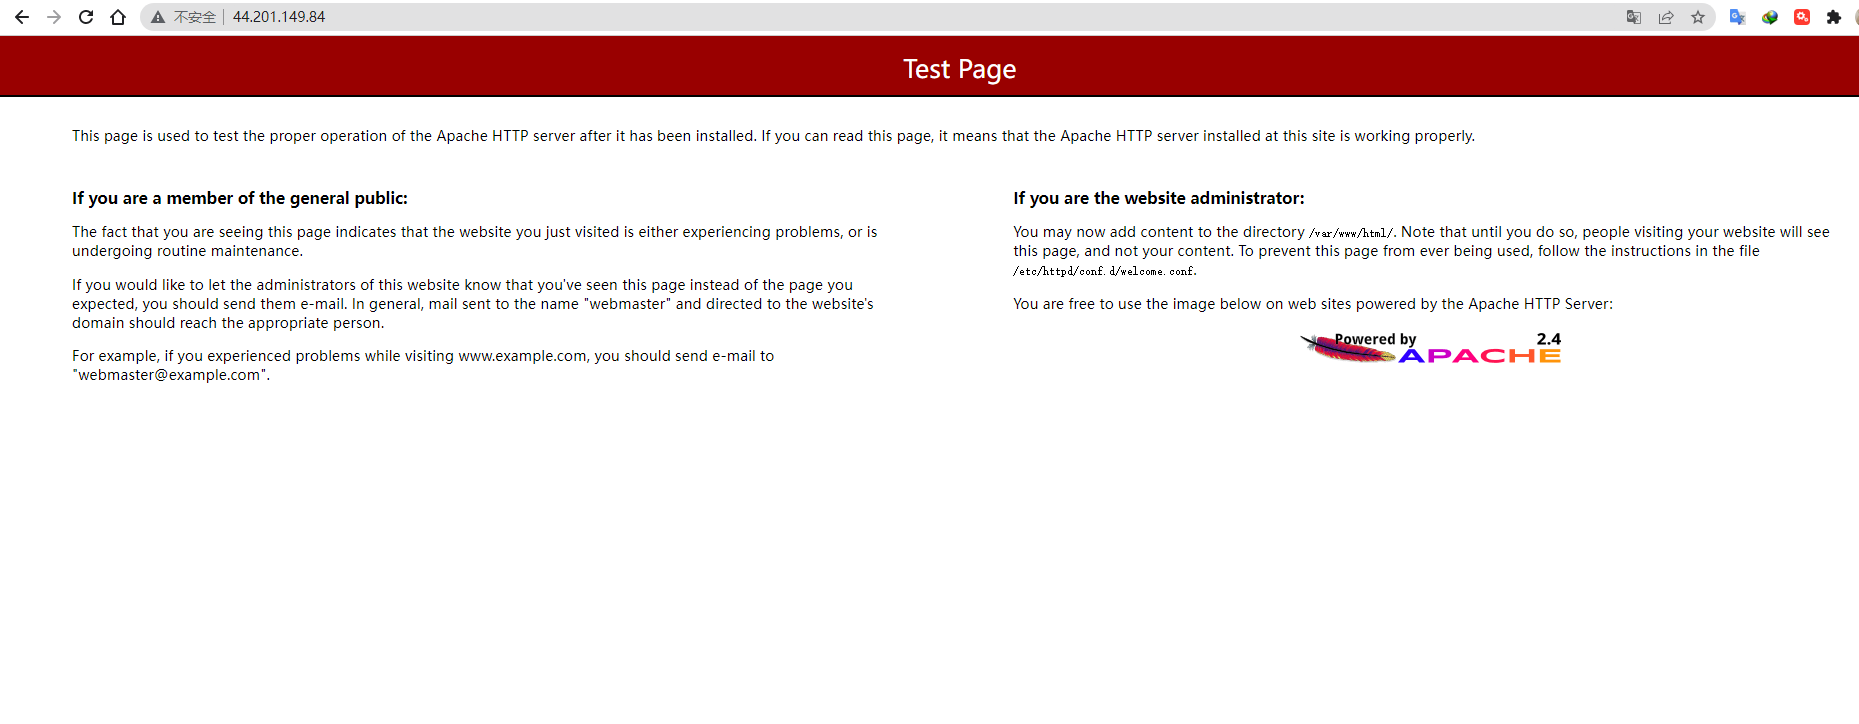 不安全 | 44.201.149.84
Test Page
This page is used to test the proper operation of the Apache HTTP server after it has been installed. If you can read this page, it means that the Apache HTTP server installed at this site is working properly.
If you are a member of the general public:
The fact that you are seeing this page indicates that the website you just visited is either experiencing problems, or is
undergoing routine maintenance.
If you would like to let the administrators of this website know that you've seen this page instead of the page you
expected, you should send them e-mail. In general, mail sent to the name "webmaster" and directed to the website's
domain should reach the appropriate person.
For example, if you experienced problems while visiting www.example.com, you should send e-mail to
"webmaster@example.com".
If you are the website administrator:
You may now add content to the directory /var/www/html/. Note that until you do so, people visiting your website will see
this page, and not your content. To prevent this page from ever being used, follow the instructions in the file
/etc/httpd/conf.d/welcome.conf.
You are free to use the image below on web sites powered by the Apache HTTP Server:
Powered by 2.4
APACHE